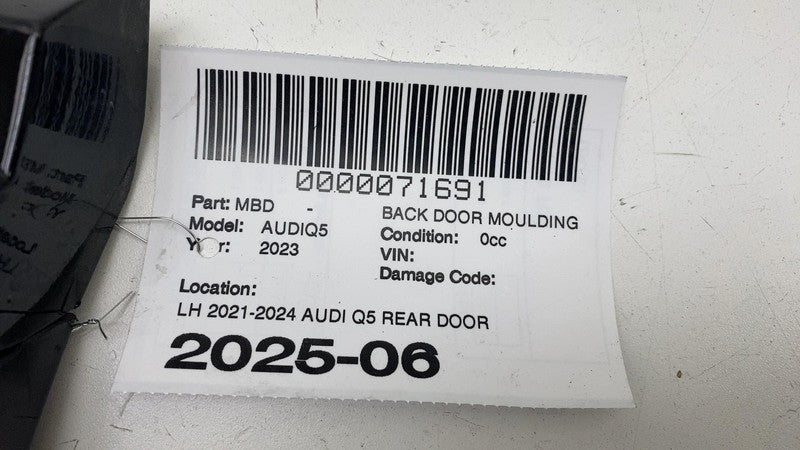 0000071691
Part: MBD - BACK DOOR MOULDING
Model: AUDIQ5 Condition: 0cc
Year: 2023 VIN:
Damage Code:
Location:
LH 2021-2024 AUDI Q5 REAR DOOR
2025-06